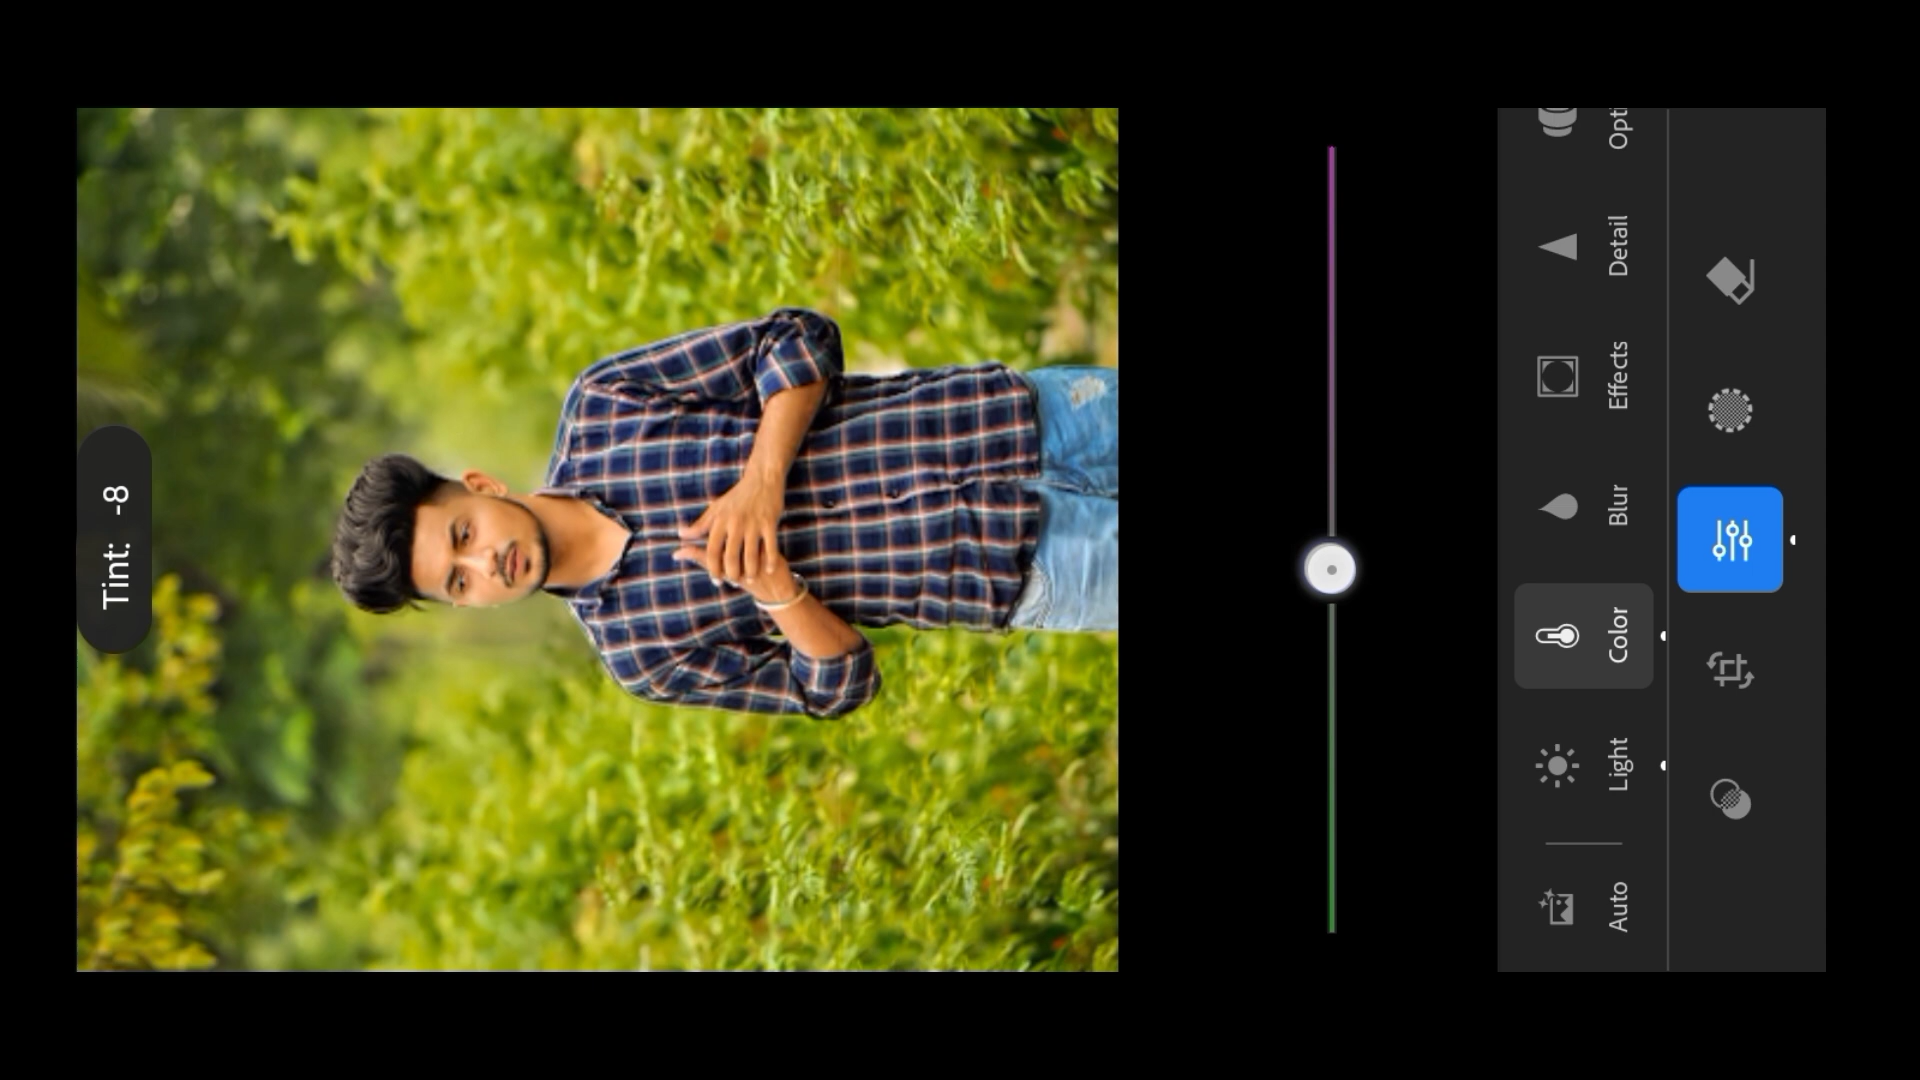 Tint: -8
Auto
Light
Color
Blur
Effects
Detail
Opti